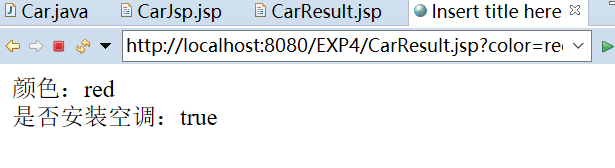 Car.java
CarJsp.jsp
CarResult.jsp
Insert title here
http://localhost:8080/EXP4/CarResult.jsp?color=re
颜色：red
是否安装空调：true